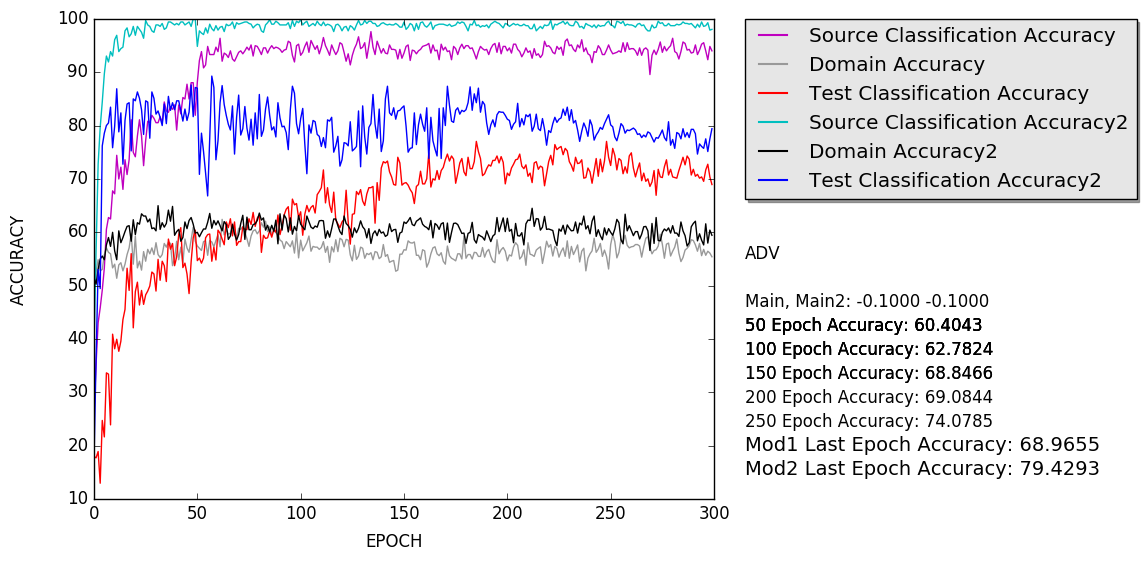 100
90
80
70
60
50
40
30
20
10
0
50
100
150
200
250
300
ACCURACY
EPOCH
Source Classification Accuracy
Domain Accuracy
Test Classification Accuracy
Source Classification Accuracy2
Domain Accuracy2
Test Classification Accuracy2
ADV
Main, Main2: -0.1000 -0.1000
50 Epoch Accuracy: 60.4043
100 Epoch Accuracy: 62.7824
150 Epoch Accuracy: 68.8466
200 Epoch Accuracy: 69.0844
250 Epoch Accuracy: 74.0785
Mod1 Last Epoch Accuracy: 68.9655
Mod2 Last Epoch Accuracy: 79.4293